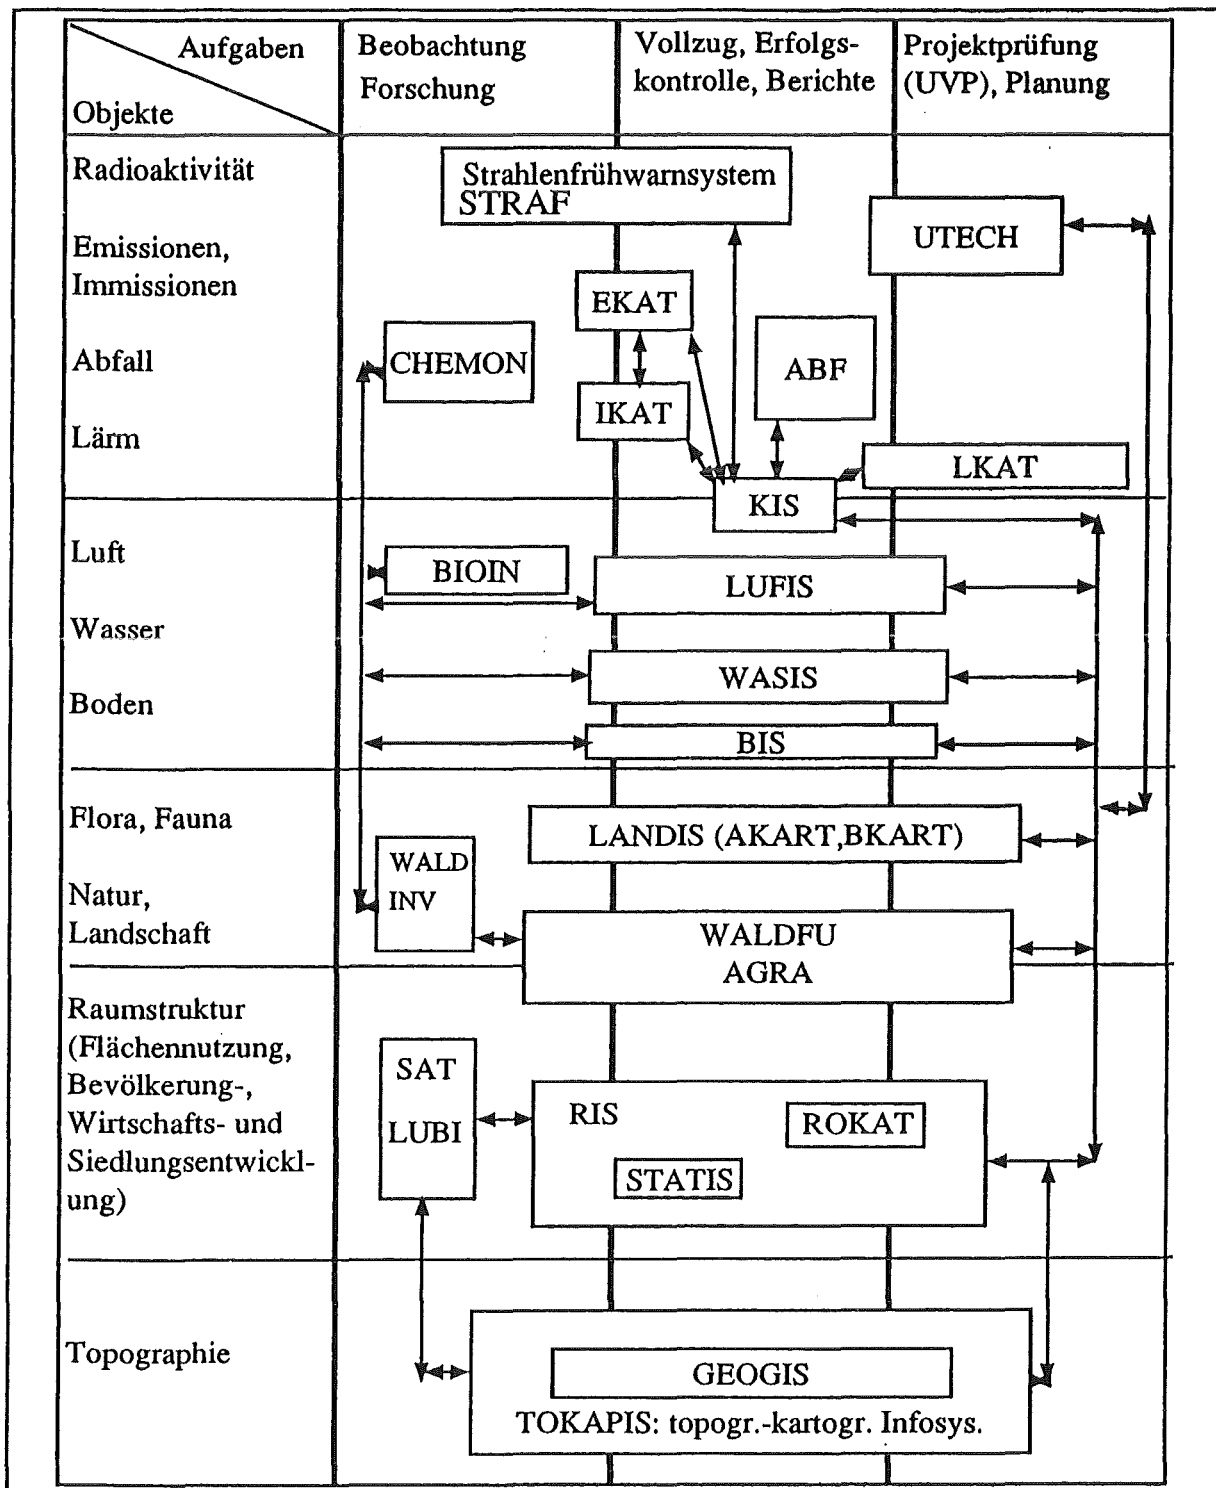 Aufgaben
Objekte
Beobachtung
Forschung
Vollzug, Erfolgs-
kontrolle, Berichte
Projektprüfung
(UVP), Planung
Radioaktivität
Strahlenfrühwarnsystem
STRAF
UTECH
Emissionen,
Immissionen
EKAT
Abfall
CHEMON
ABF
IKAT
Lärm
LKAT
KIS
Luft
BIOIN
LUFIS
Wasser
WASIS
Boden
BIS
Flora, Fauna
LANDIS (AKART,BKART)
WALD
INV
Natur,
Landschaft
WALDFU
AGRA
Raumstruktur
(Flächennutzung,
Bevölkerung-,
Wirtschafts- und
Siedlungsentwickl-
ung)
SAT
LUBI
RIS
ROKAT
STATIS
Topographie
GEOGIS
TOKAPIS: topogr.-kartogr. Infosys.